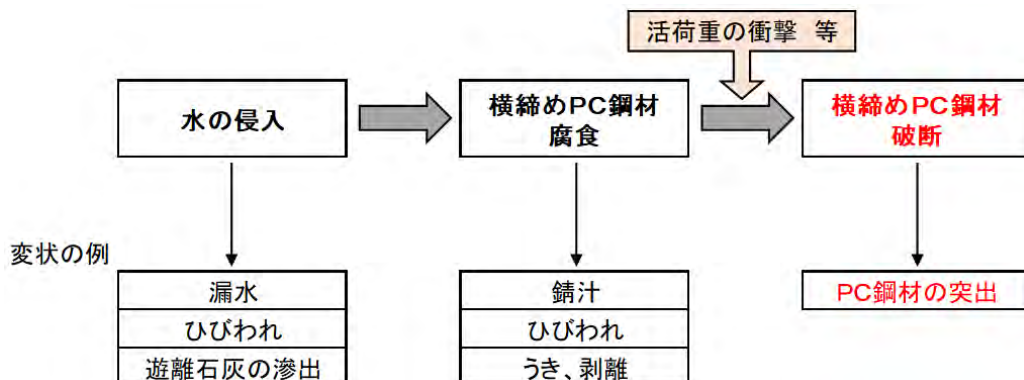 活荷重の衝撃 等
水の侵入
横締めPC鋼材
腐食
横締めPC鋼材
破断
変状の例
漏水
ひびわれ
遊離石灰の滲出
錆汁
ひびわれ
うき、剥離
PC鋼材の突出